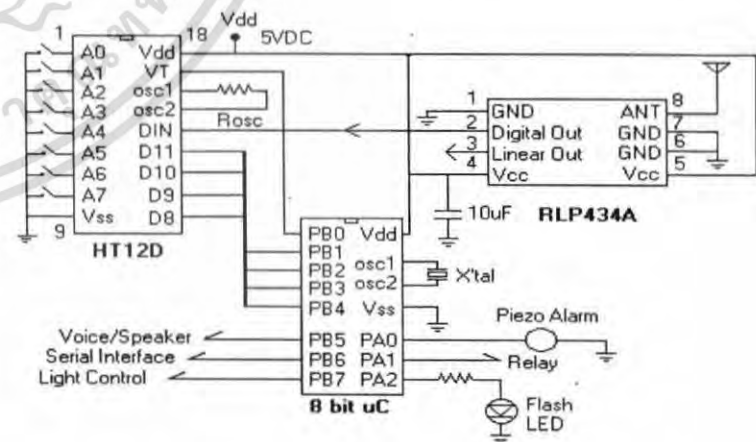 Vdd
5VDC
1
18
A0
Vdd
A1
VT
A2
osc1
A3
osc2
Rosc
A4
DIN
A5
D11
A6
D10
A7
D9
Vss
D8
9
HT12D
1
GND
ANT
8
2
Digital Out
GND
7
3
Linear Out
GND
6
4
Vcc
Vcc
5
10uF
RLP434A
PB0
Vdd
PB1
PB2
osc1
PB3
osc2
X'tal
PB4
Vss
PB5
PA0
PB6
PA1
PB7
PA2
8 bit uC
Voice/Speaker
Serial Interface
Light Control
Piezo Alarm
Relay
Flash
LED